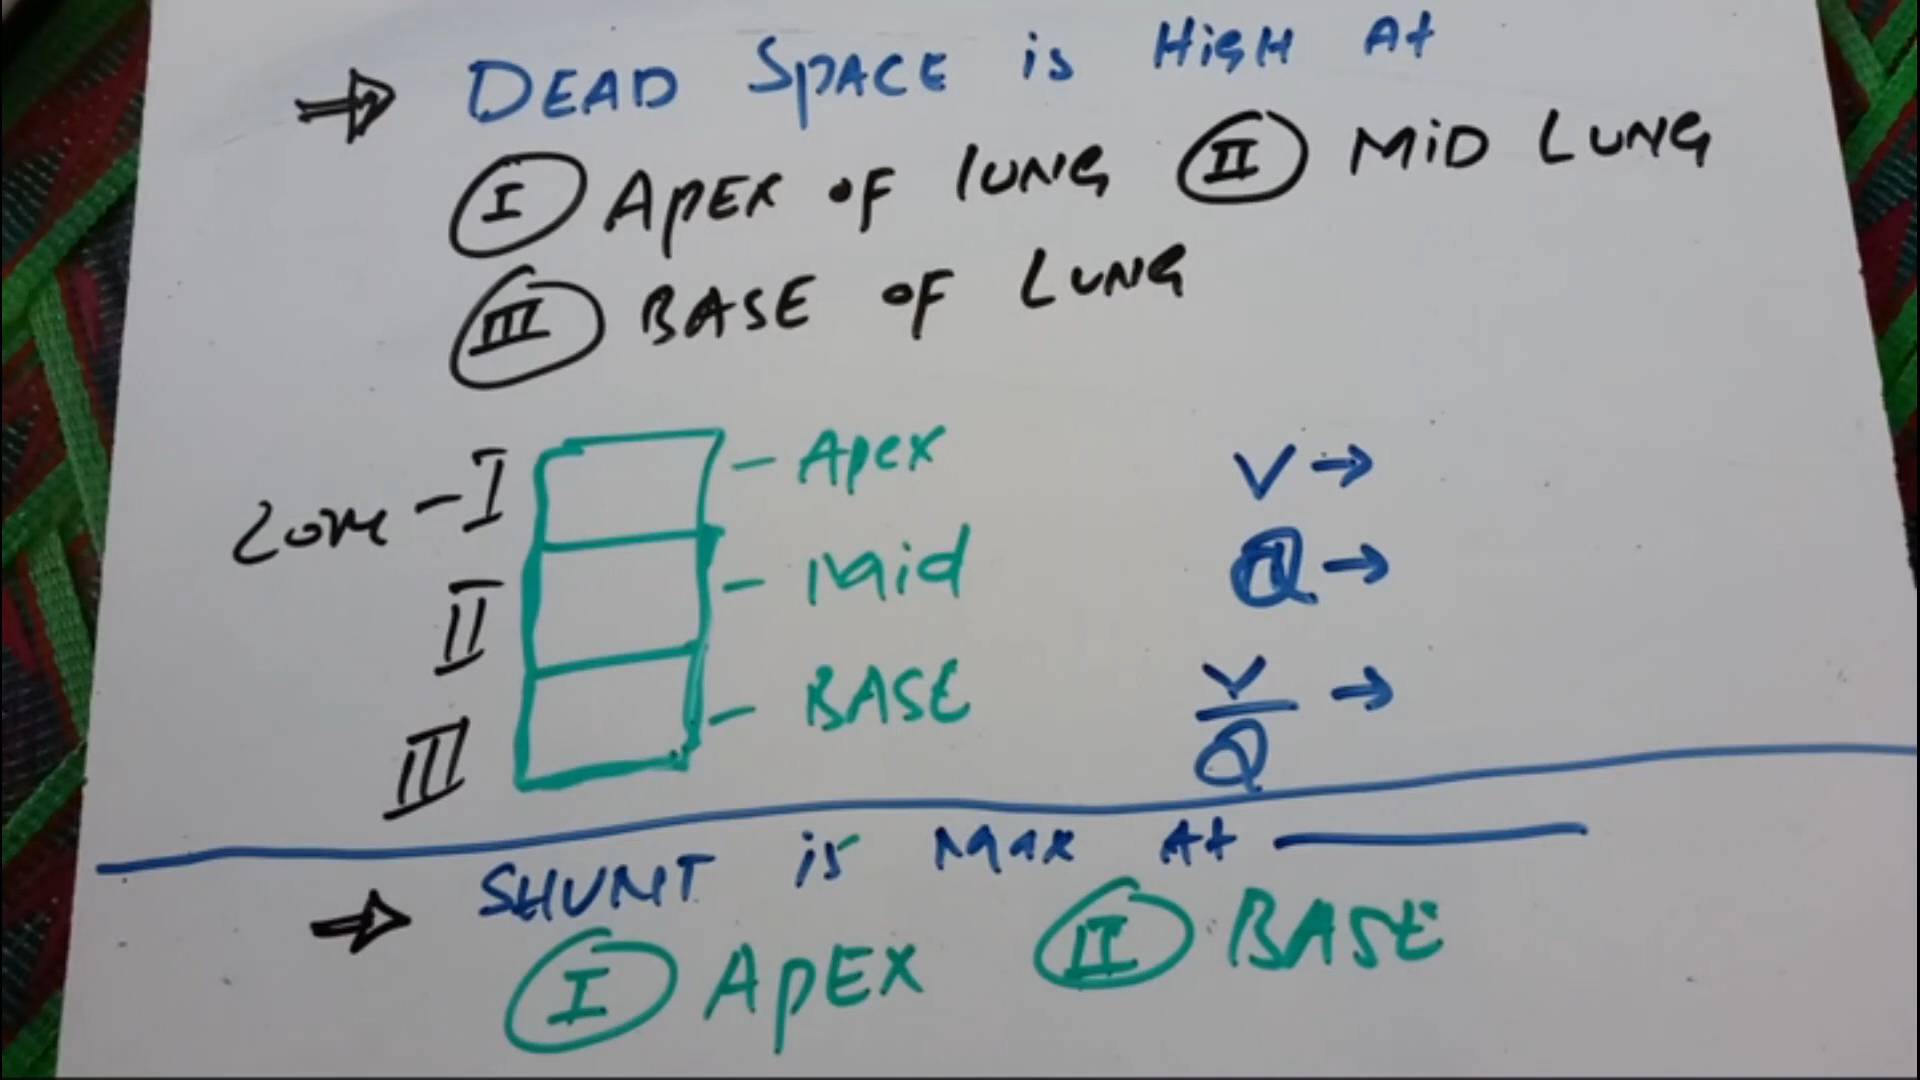 ⇒ DEAD SPACE is HIGH At
I APEX OF LUNG II MiD LUNG
III BASE OF LUNG
Zone - I - Apex V →
II - Mid Q →
III - BASE V/Q →
⇒ SHUNT is Max At ______
I APEX II BASE